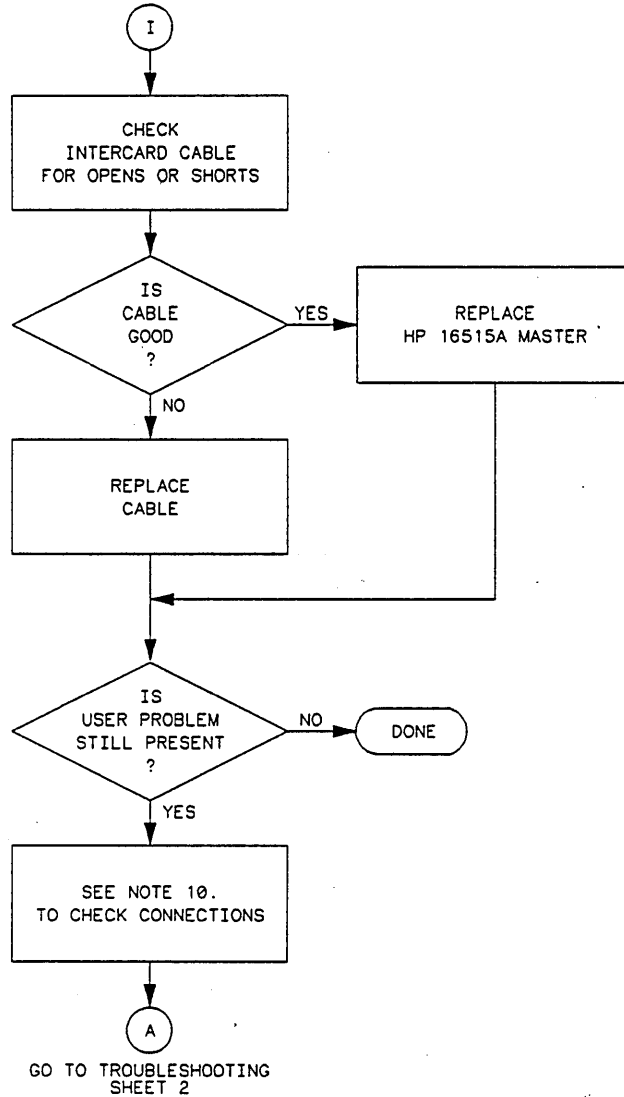 I
CHECK
INTERCARD CABLE
FOR OPENS OR SHORTS
IS
CABLE
GOOD
?
YES
REPLACE
HP 16515A MASTER
NO
REPLACE
CABLE
IS
USER PROBLEM
STILL PRESENT
?
NO
DONE
YES
SEE NOTE 10.
TO CHECK CONNECTIONS
A
GO TO TROUBLESHOOTING
SHEET 2